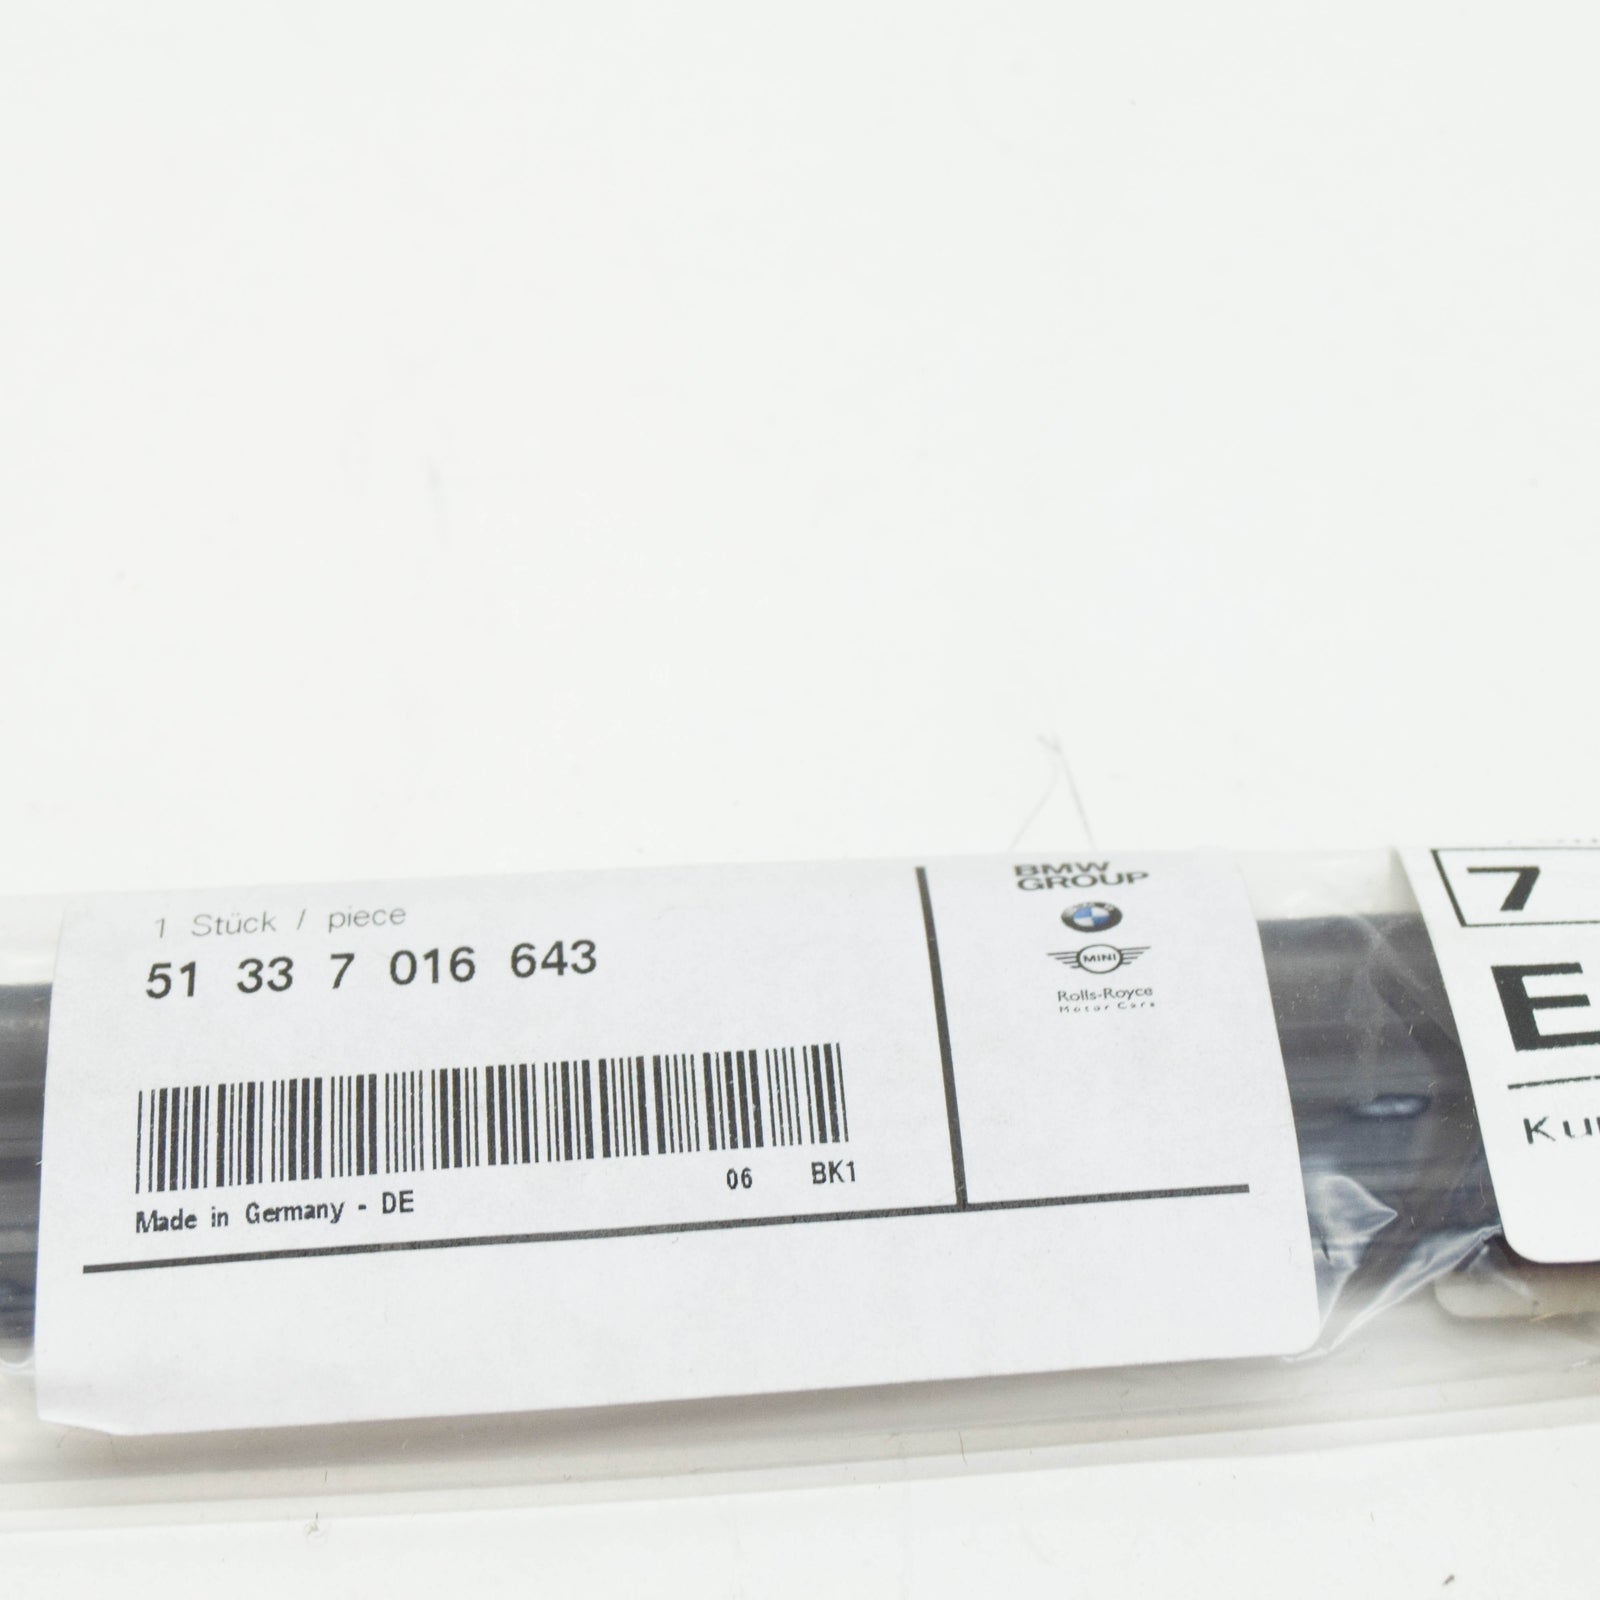 1 Stück / piece
51 33 7 016 643
06 BK1
Made in Germany - DE
BMW
GROUP
MINI
Rolls-Royce
Motor Cars
7
E